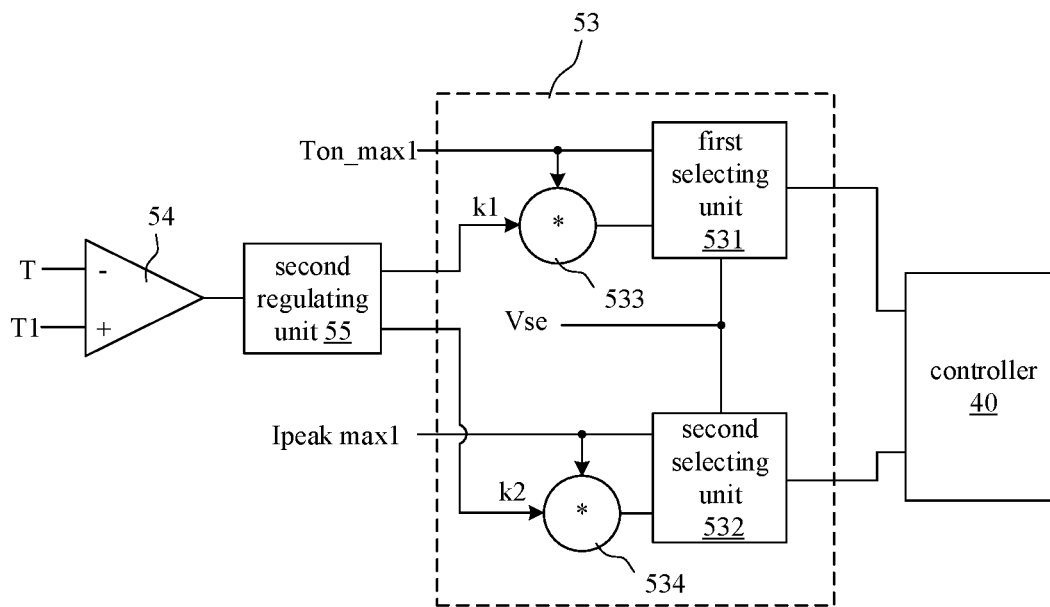 53
Ton_max1
first
selecting
unit
531
k1
*
533
54
T
-
T1
+
second
regulating
unit 55
Vse
controller
40
Ipeak max1
second
selecting
unit
532
k2
*
534